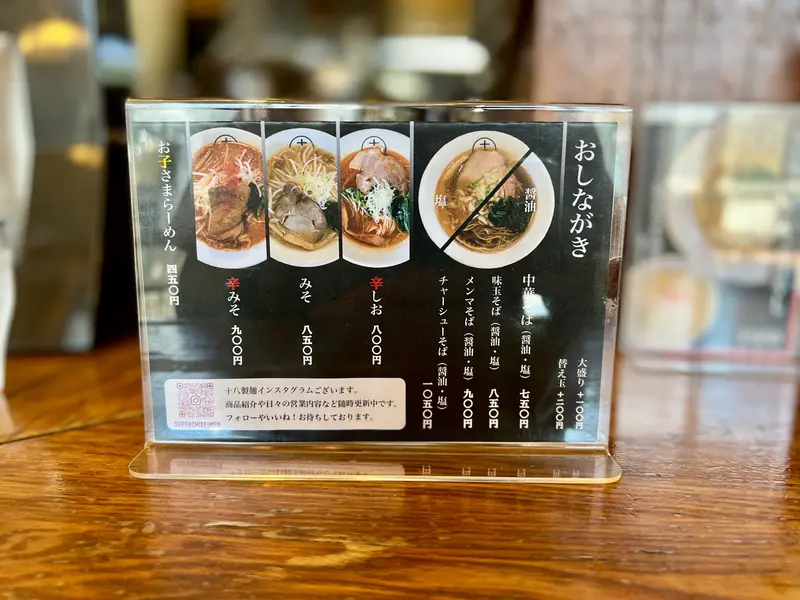 おしながき
大盛り +一〇〇円
替え玉 +二〇〇円
醤油
塩
中華そば(醤油・塩) 七五〇円
味玉そば(醤油・塩) 八五〇円
メンマそば(醤油・塩) 九〇〇円
チャーシューそば(醤油・塩) 一〇五〇円
辛しお 八〇〇円
みそ 八五〇円
辛みそ 九〇〇円
お子さまらーめん 四五〇円
十八製麺インスタグラムございます。
商品紹介や日々の営業内容など随時更新中です。
フォローやいいね!お待ちしております。